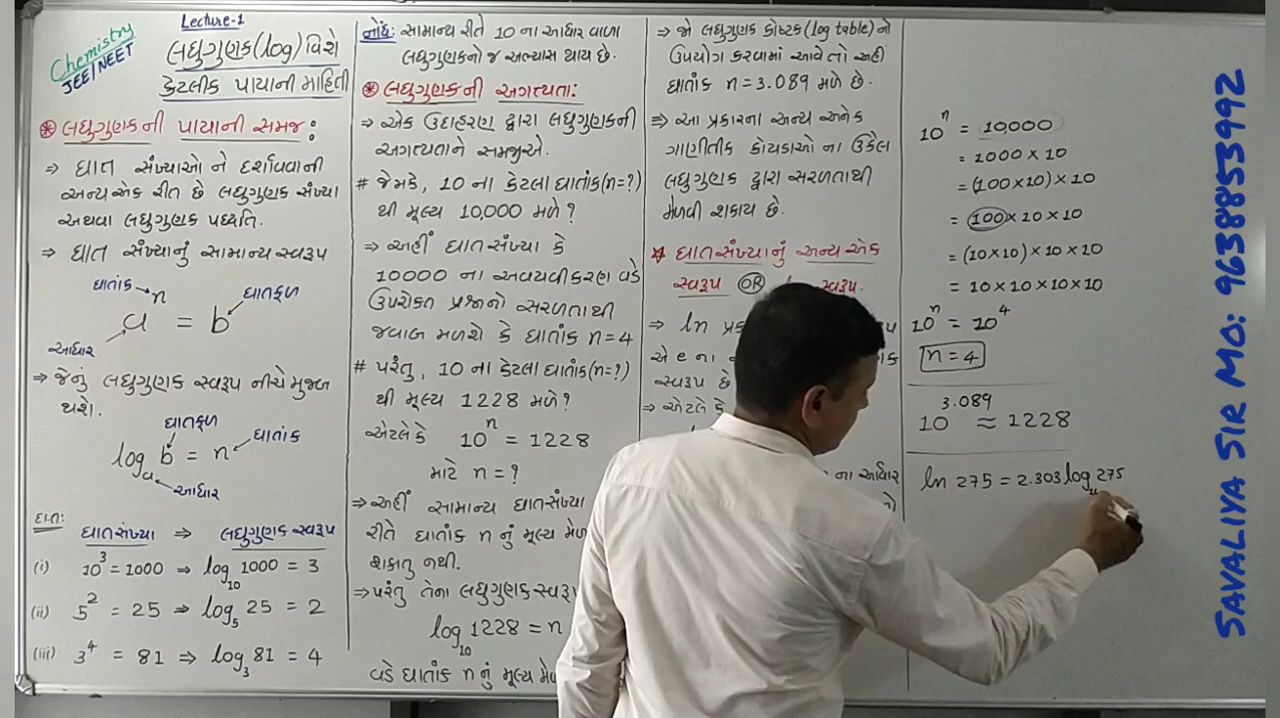 Lecture-1
Chemistry
JEE/NEET
લઘુગુણક(log) વિશે
કેટલીક પાયાની માહિતી
* લઘુગુણકની પાયાની સમજ:
⇒ ઘાત સંખ્યાઓ ને દર્શાવવાની
અન્ય એક રીત છે લઘુગુણક સંખ્યા
અથવા લઘુગુણક પદ્ધતિ.
⇒ ઘાત સંખ્યાનું સામાન્ય સ્વરૂપ
ઘાતાંક
ઘાતફળ
a^n = b
આધાર
⇒ જેનું લઘુગુણક સ્વરૂપ નીચે મુજબ
થશે.
ઘાતફળ
log_a b = n ઘાતાંક
આધાર
દા.ત:
ઘાતસંખ્યા ⇒ લઘુગુણક સ્વરૂપ
(i) 10^3 = 1000 ⇒ log_10 1000 = 3
(ii) 5^2 = 25 ⇒ log_5 25 = 2
(iii) 3^4 = 81 ⇒ log_3 81 = 4
નોંધ: સામાન્ય રીતે 10 ના આધાર વાળા
લઘુગુણકનો જ અભ્યાસ થાય છે.
* લઘુગુણકની અગત્યતા:
⇒ એક ઉદાહરણ દ્વારા લઘુગુણકની
અગત્યતાને સમજીએ.
# જેમકે, 10 ના કેટલા ઘાતાંક(n=?)
થી મૂલ્ય 10,000 મળે?
⇒ અહીં ઘાતસંખ્યા કે
10000 ના અવયવીકરણ વડે
ઉપરોક્ત પ્રશ્નનો સરળતાથી
જવાબ મળશે કે ઘાતાંક n=4
# પરંતુ, 10 ના કેટલા ઘાતાંક(n=?)
થી મૂલ્ય 1228 મળે?
એટલેકે 10^n = 1228
માટે n=?
⇒ અહીં સામાન્ય ઘાતસંખ્યા
રીતે ઘાતાંક n નું મૂલ્ય
શકાતુ નથી.
⇒ પરંતુ તેના લઘુગુણક
log_10 1228 = n
વડે ઘાતાંક n નું મૂલ્ય
⇒ જો લઘુગુણક કોષ્ટક (log table) નો
ઉપયોગ કરવામાં આવે તો અહીં
ઘાતાંક n=3.089 મળે છે.
⇒ આ પ્રકારના અન્ય અનેક
ગાણીતીક કોયડાઓ ના ઉકેલ
લઘુગુણક દ્વારા સરળતાથી
મેળવી શકાય છે.
* ઘાતસંખ્યાનું અન્ય એક
સ્વરૂપ OR સ્વરૂપ.
⇒ ln
એ e ના
સ્વરૂપ છે
⇒ એટલે કે
ના આધાર
10^n = 10,000
= 1000 × 10
= (100×10) × 10
= 100 × 10 × 10
= (10×10) × 10 × 10
= 10 × 10 × 10 × 10
10^n = 10^4
n = 4
10^3.089 ≈ 1228
ln 275 = 2.303 log 275
SAVALIYA SIR MO: 9638853992